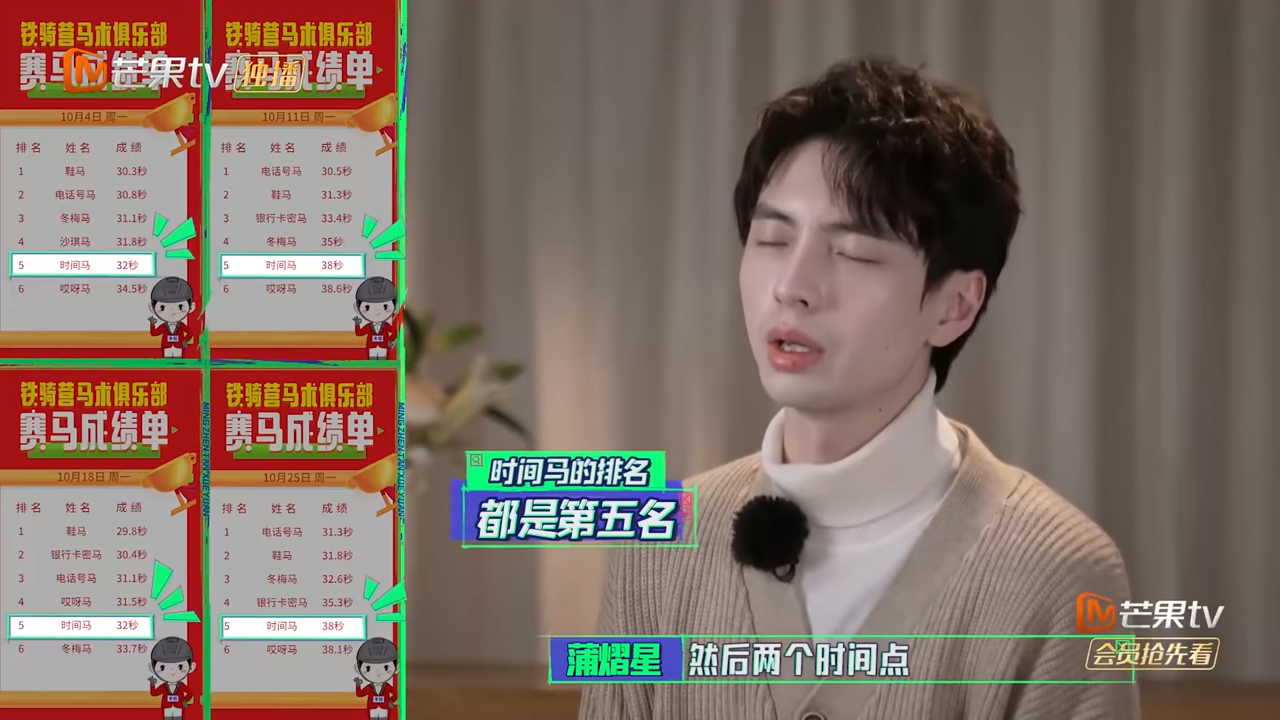 铁骑营马术俱乐部
赛马成绩单
芒果tv 独播
10月4日 周一
排名 姓名 成绩
1 鞋马 30.3秒
2 电话号马 30.8秒
3 冬梅马 31.1秒
4 沙琪马 31.8秒
5 时间马 32秒
6 哎呀马 34.5秒
铁骑营马术俱乐部
赛马成绩单
10月11日 周一
排名 姓名 成绩
1 电话号马 30.5秒
2 鞋马 31.3秒
3 银行卡密马 33.4秒
4 冬梅马 35秒
5 时间马 38秒
6 哎呀马 38.6秒
铁骑营马术俱乐部
赛马成绩单
10月18日 周一
排名 姓名 成绩
1 鞋马 29.8秒
2 银行卡密马 30.4秒
3 电话号马 31.1秒
4 哎呀马 31.5秒
5 时间马 32秒
6 冬梅马 33.7秒
MINGZHENTANXUEYUAN
铁骑营马术俱乐部
赛马成绩单
10月25日 周一
排名 姓名 成绩
1 电话号马 31.3秒
2 鞋马 31.8秒
3 冬梅马 32.6秒
4 银行卡密马 35.3秒
5 时间马 38秒
6 哎呀马 38.1秒
MINGZHENTANXUEYUAN
时间马的排名
都是第五名
芒果tv
会员抢先看
蒲熠星 然后两个时间点